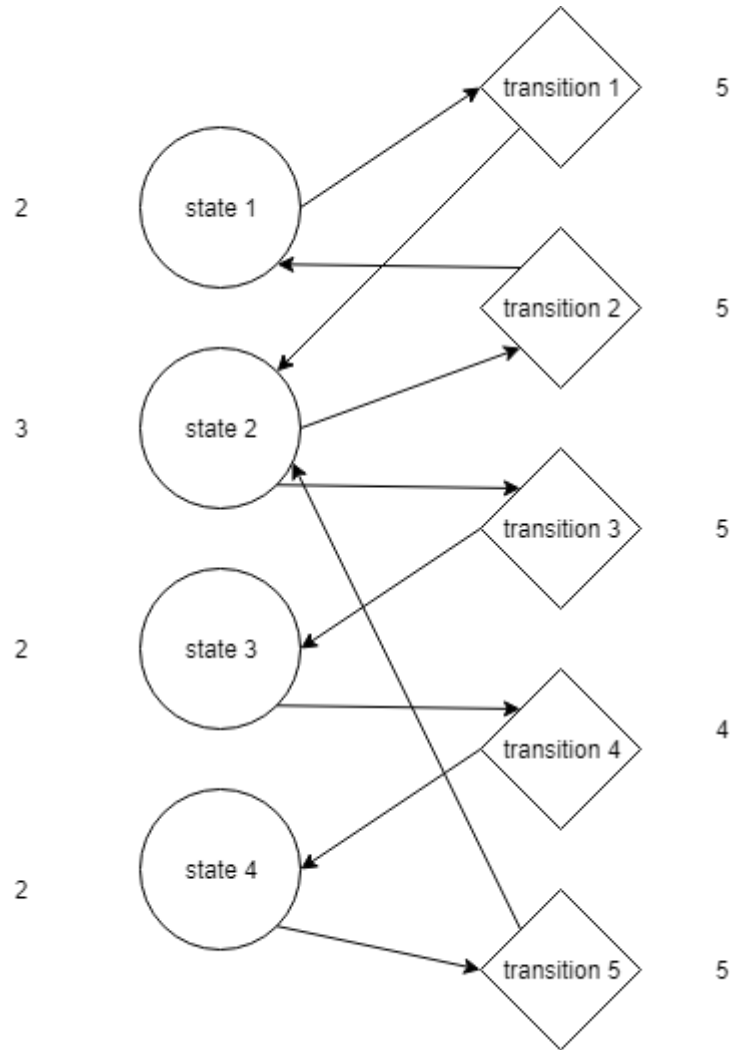 transition 1
5
state 1
2
transition 2
5
state 2
3
transition 3
5
state 3
2
transition 4
4
state 4
2
transition 5
5